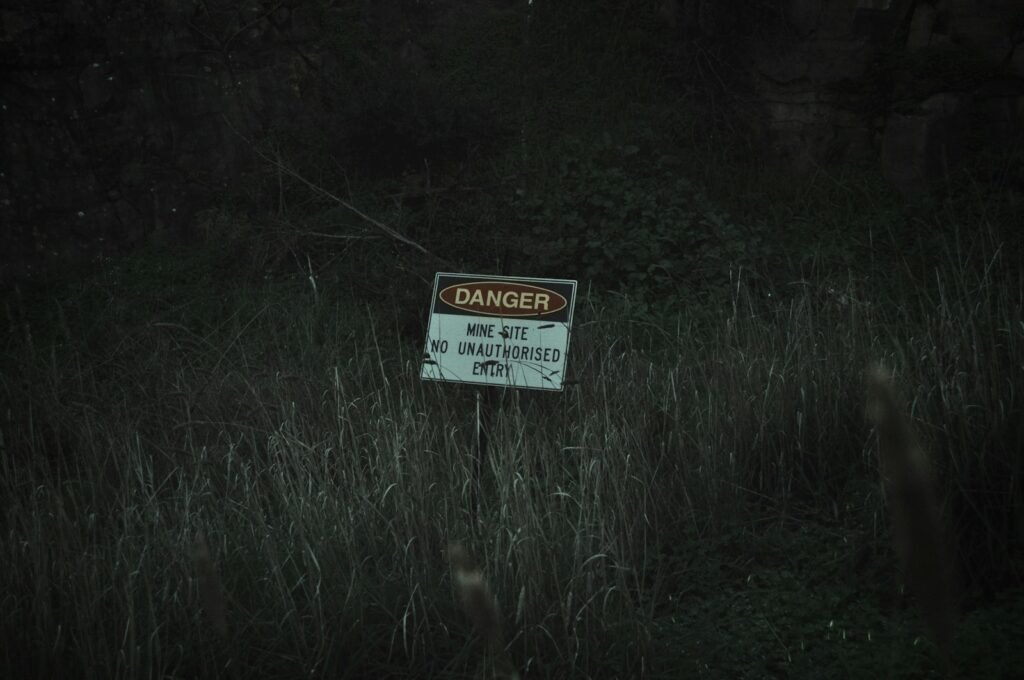 DANGER
MINE SITE
NO UNAUTHORISED
ENTRY